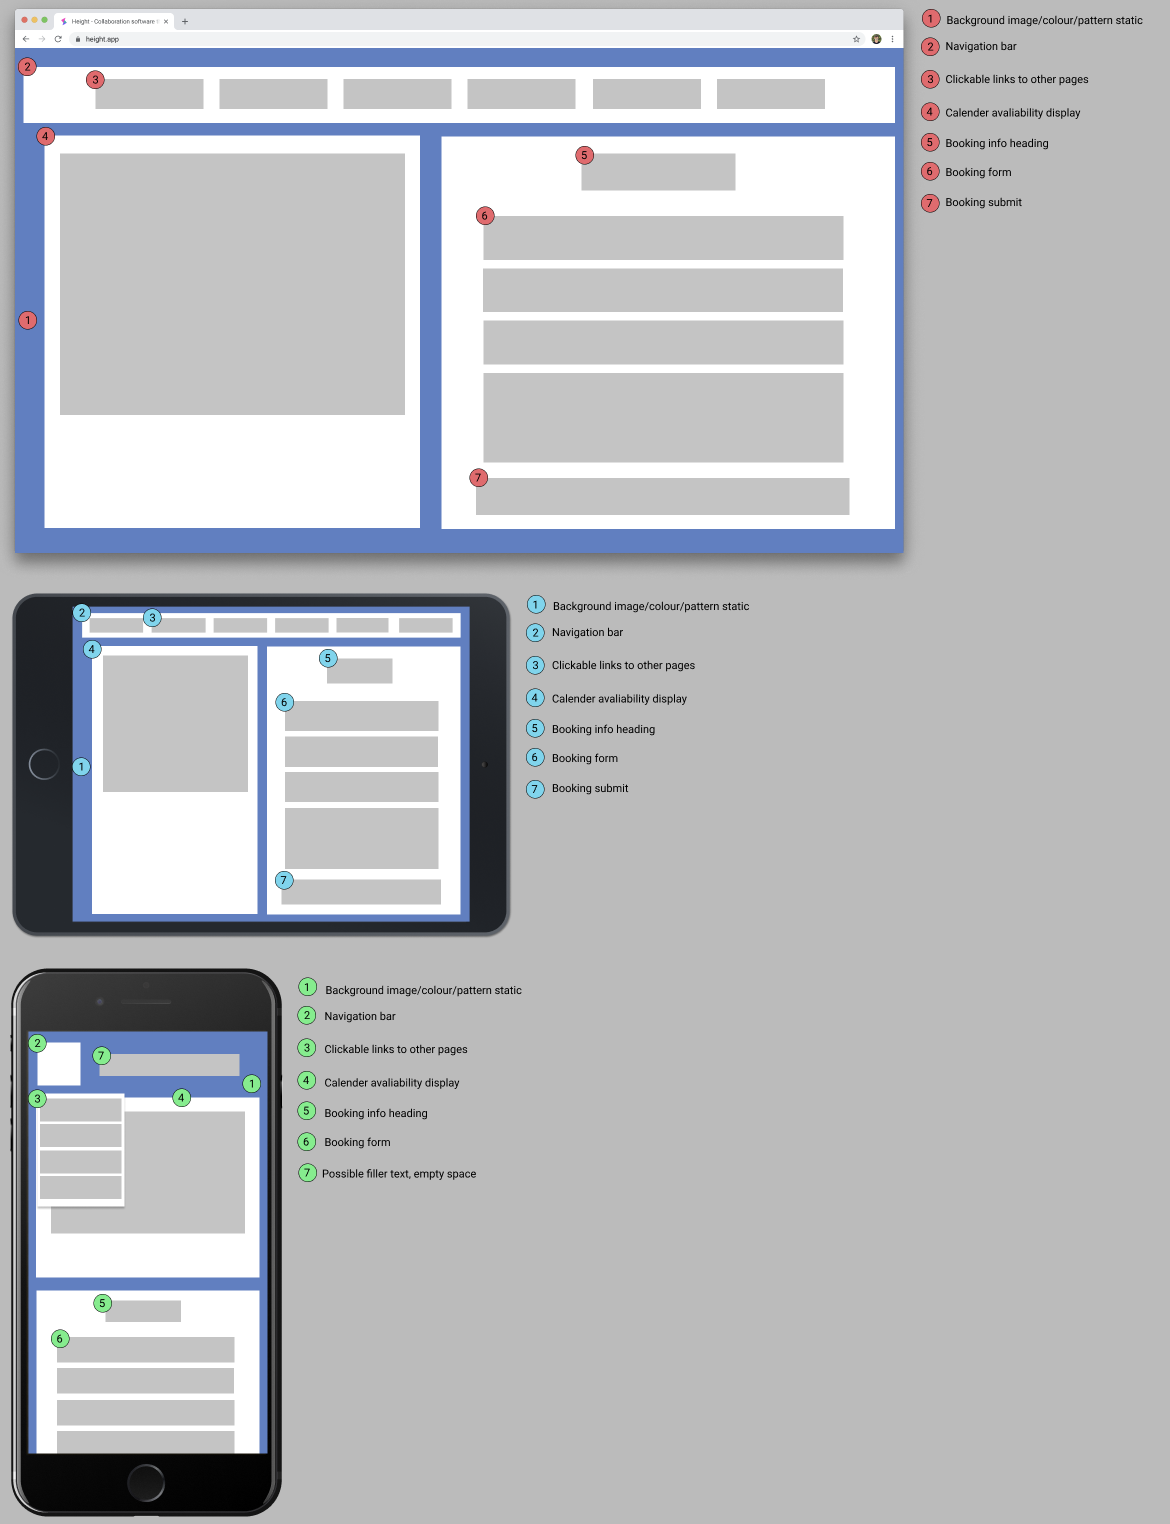 Height - Collaboration software t
height.app
1 Background image/colour/pattern static
2 Navigation bar
3 Clickable links to other pages
4 Calender avaliability display
5 Booking info heading
6 Booking form
7 Booking submit
2
3
4
5
6
1
7
1 Background image/colour/pattern static
2 Navigation bar
3 Clickable links to other pages
4 Calender avaliability display
5 Booking info heading
6 Booking form
7 Booking submit
2
3
4
5
6
1
7
1 Background image/colour/pattern static
2 Navigation bar
3 Clickable links to other pages
4 Calender avaliability display
5 Booking info heading
6 Booking form
7 Possible filler text, empty space
2
7
1
3
4
5
6